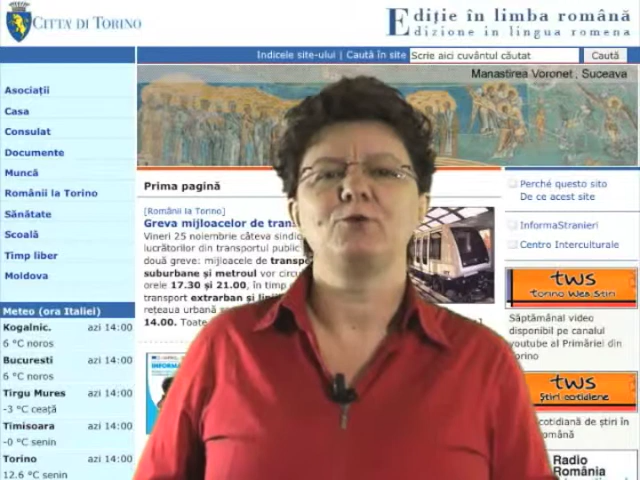 CITTA' DI TORINO
Ediție în limba română
Edizione in lingua romena
Indicele site-ului | Caută în site
Scrie aici cuvântul căutat
Caută
Manastirea Voronet , Suceava
Asociații
Casa
Consulat
Documente
Muncă
Românii la Torino
Sănătate
Scoală
Timp liber
Moldova
Meteo (ora Italiei)
Kogalnic. azi 14:00
6 °C noros
Bucuresti azi 14:00
6 °C noros
Tirgu Mures azi 14:00
-3 °C ceață
Timisoara azi 14:00
-0 °C senin
Torino azi 14:00
12.6 °C senin
Prima pagină
[Românii la Torino]
Greva mijloacelor de
Vineri 25 noiembrie câteva
lucrătorilor din transportul public
două greve: mijloacele de
suburbane și metroul vor
orele 17.30 și 21.00, în timp
transport extrarban și
rețeaua urbană
14.00. Toate
Perché questo sito
De ce acest site
InformaStranieri
Centro Interculturale
tws
Torino Web Stiri
Săptămânal video
disponibil pe canalul
youtube al Primăriei din
Torino
tws
Știri cotidiene
cotidiană de știri în
română
Radio
România